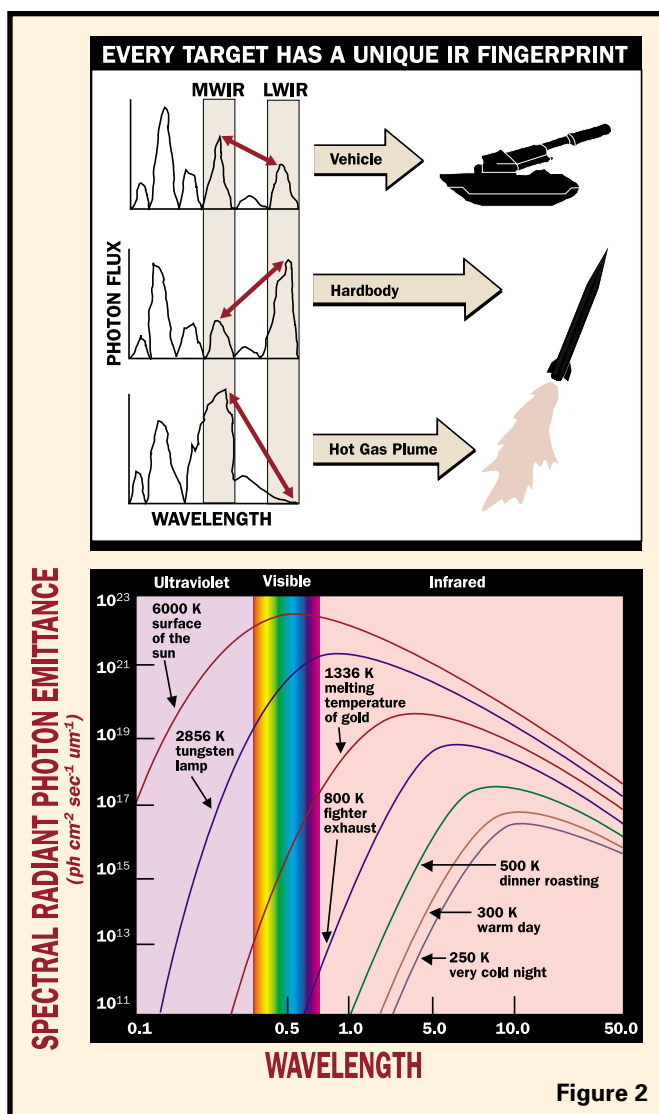 EVERY TARGET HAS A UNIQUE IR FINGERPRINT
MWIR LWIR
PHOTON FLUX
Vehicle
Hardbody
Hot Gas Plume
WAVELENGTH
SPECTRAL RADIANT PHOTON EMITTANCE
(ph cm-2 sec-1 um-1)
Ultraviolet Visible Infrared
10²³
10²¹
10¹⁹
10¹⁷
10¹⁵
10¹³
10¹¹
6000 K
surface
of the
sun
2856 K
tungsten
lamp
1336 K
melting
temperature
of gold
800 K
fighter
exhaust
500 K
dinner roasting
300 K
warm day
250 K
very cold night
0.1 0.5 1.0 5.0 10.0 50.0
WAVELENGTH
Figure 2